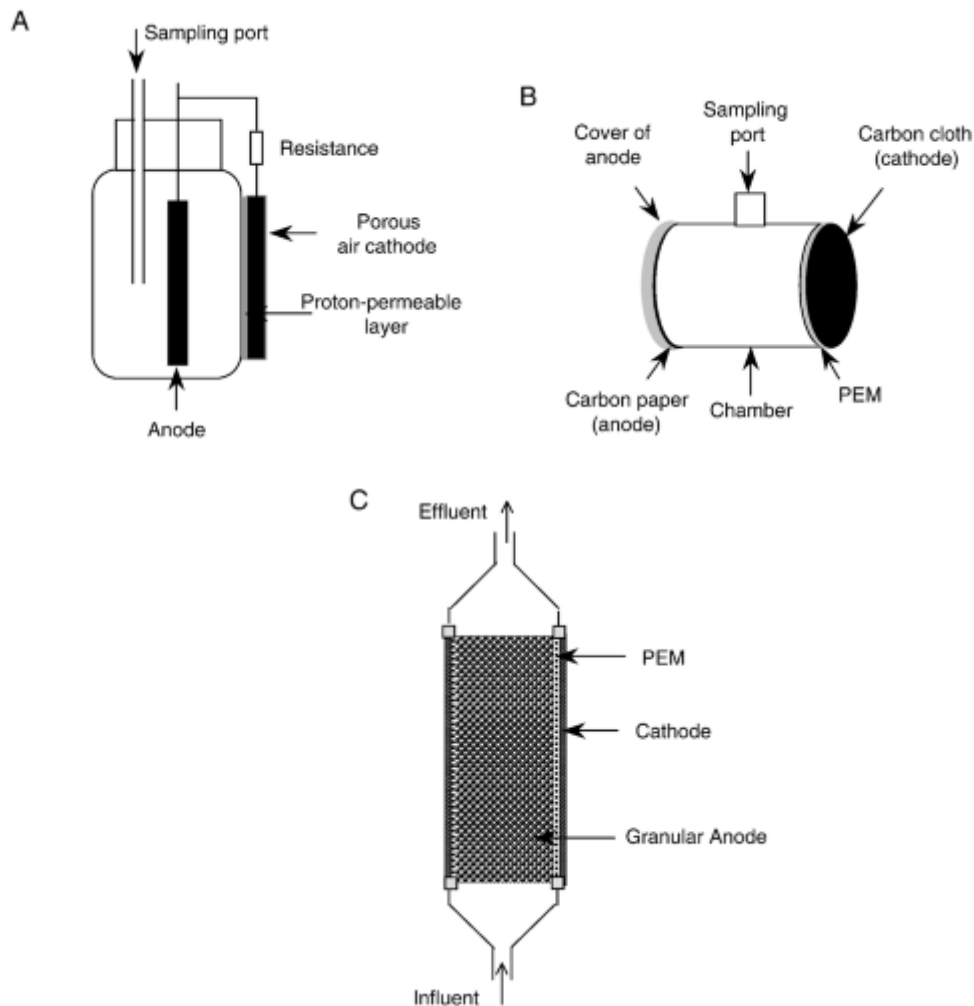 A
Sampling port
Resistance
Porous
air cathode
Proton-permeable
layer
Anode
B
Cover of
anode
Sampling
port
Carbon cloth
(cathode)
Carbon paper
(anode)
Chamber
PEM
C
Effluent
PEM
Cathode
Granular Anode
Influent